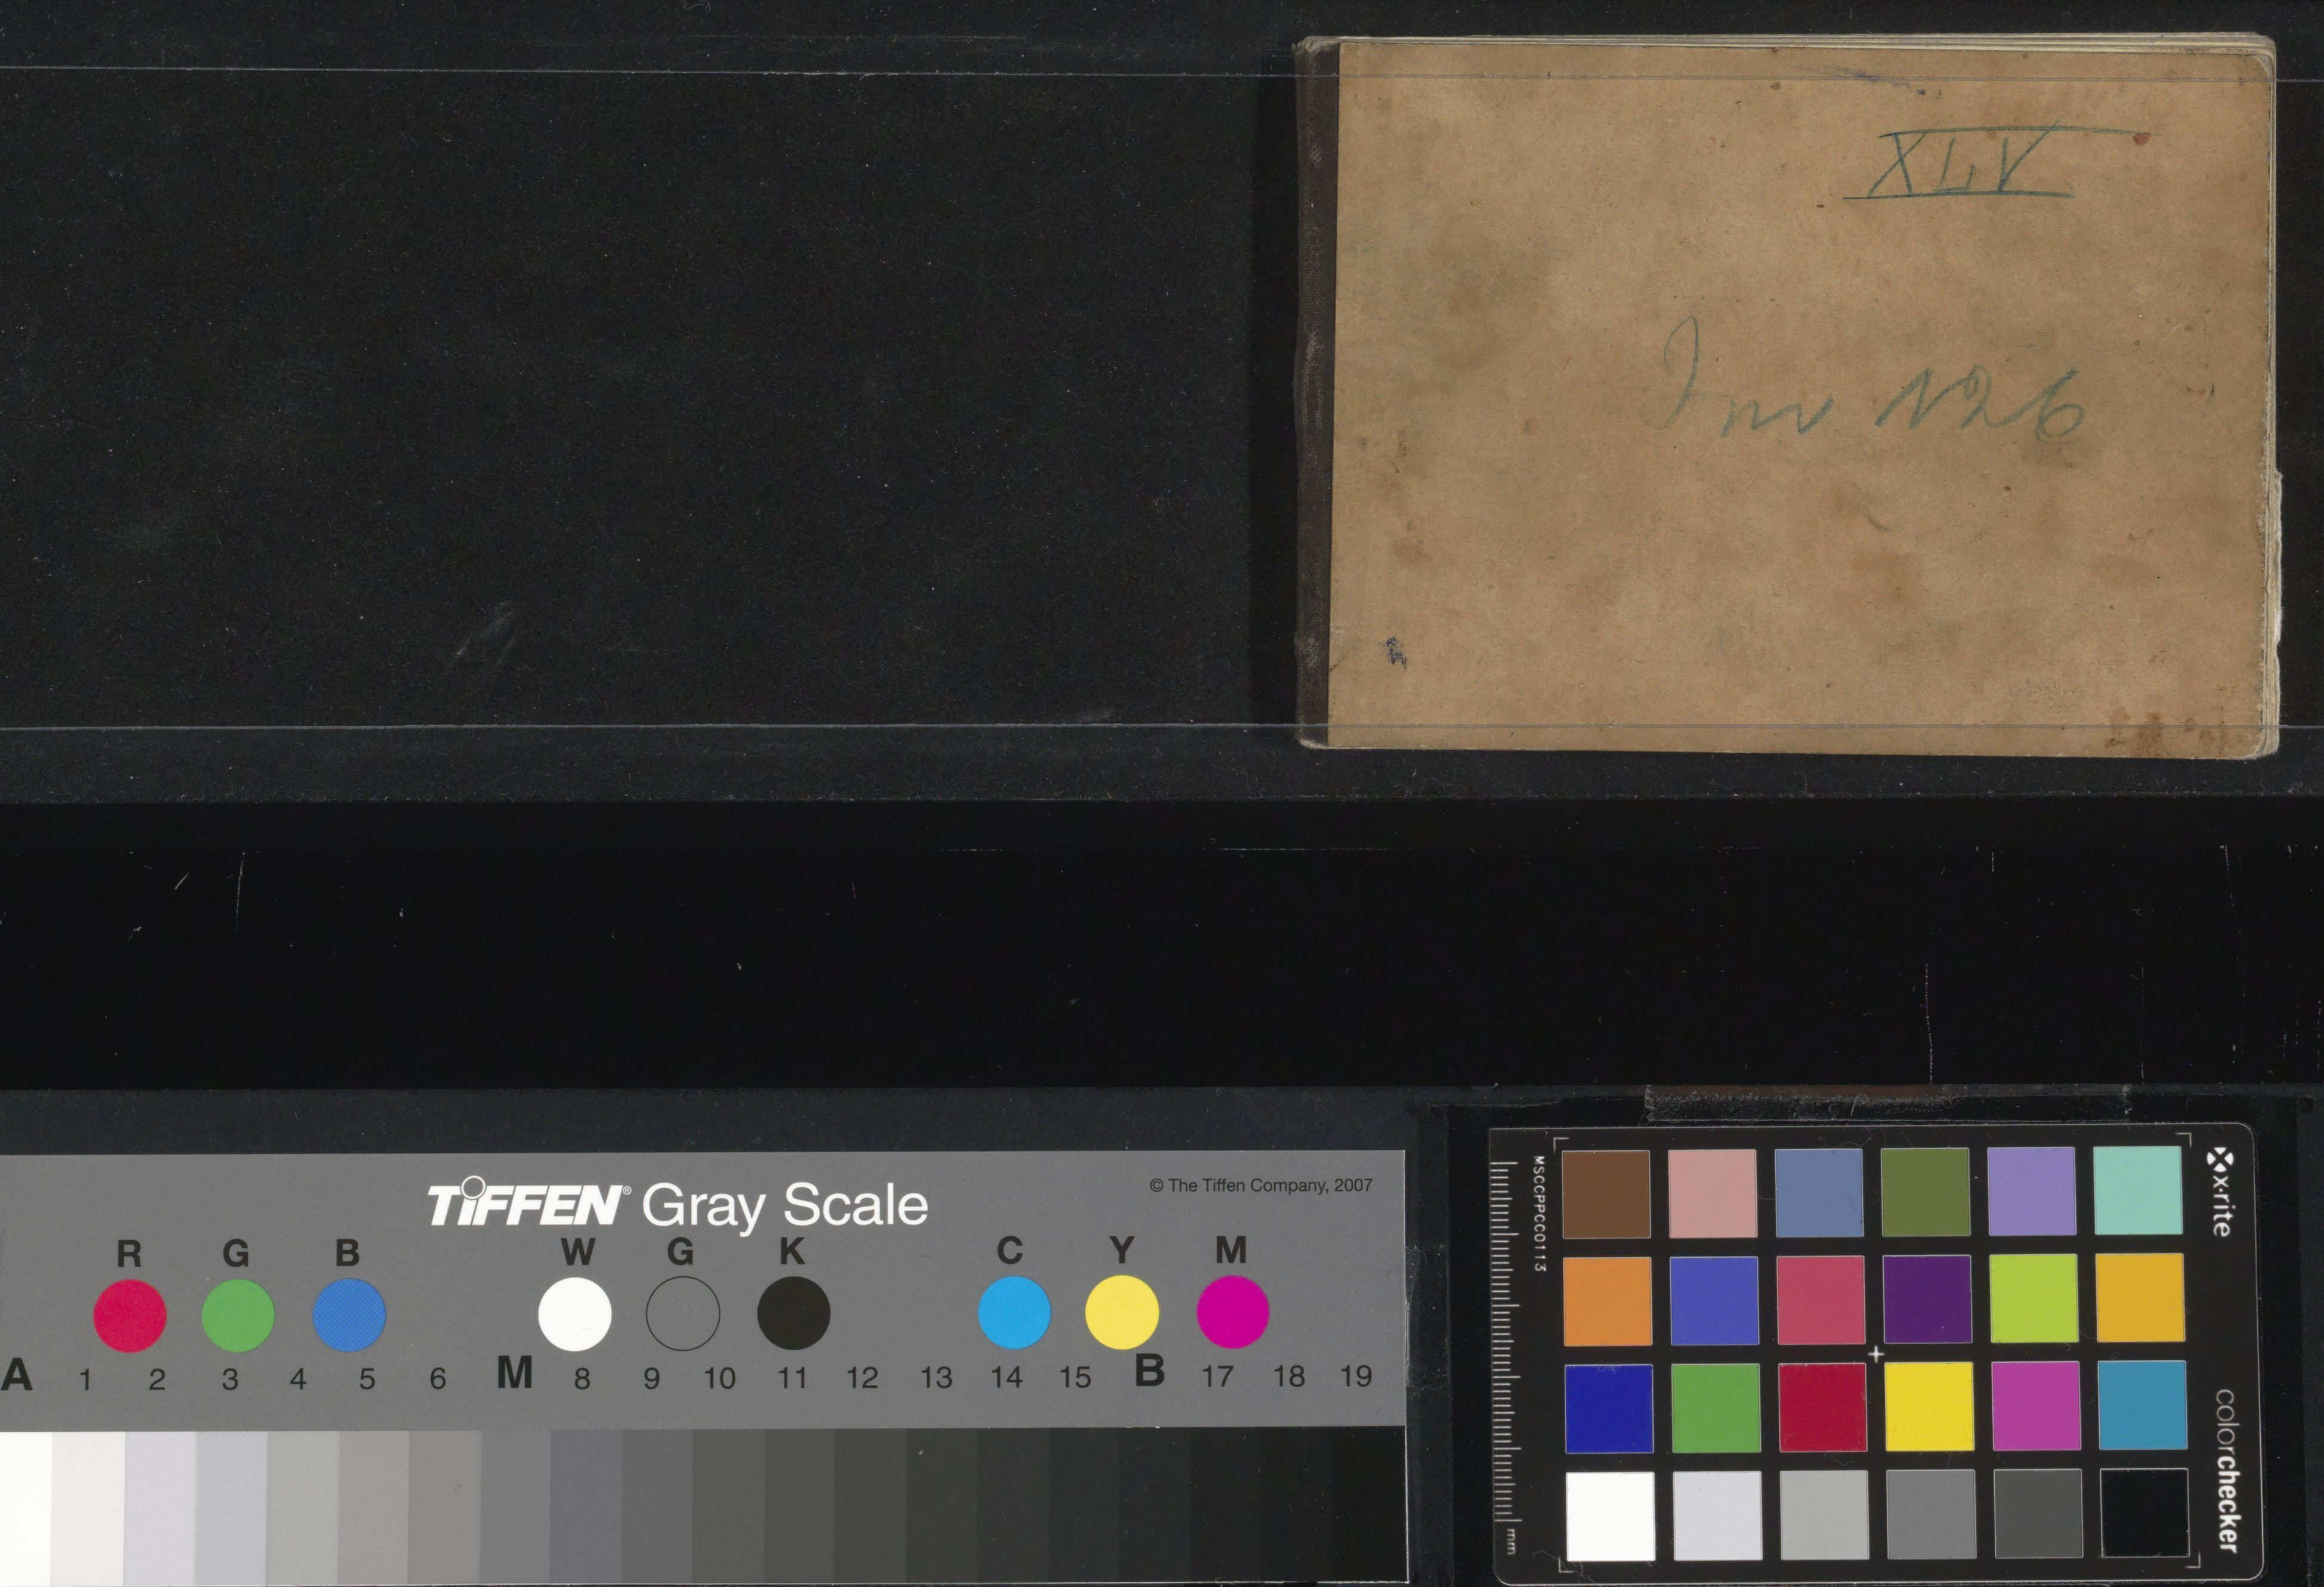 XLV
Inv 126
TIFFEN® Gray Scale
© The Tiffen Company, 2007
R G B W G K C Y M
A 1 2 3 4 5 6 M 8 9 10 11 12 13 14 15 B 17 18 19
MSCCPPCC0113
x-rite
colorchecker
mm